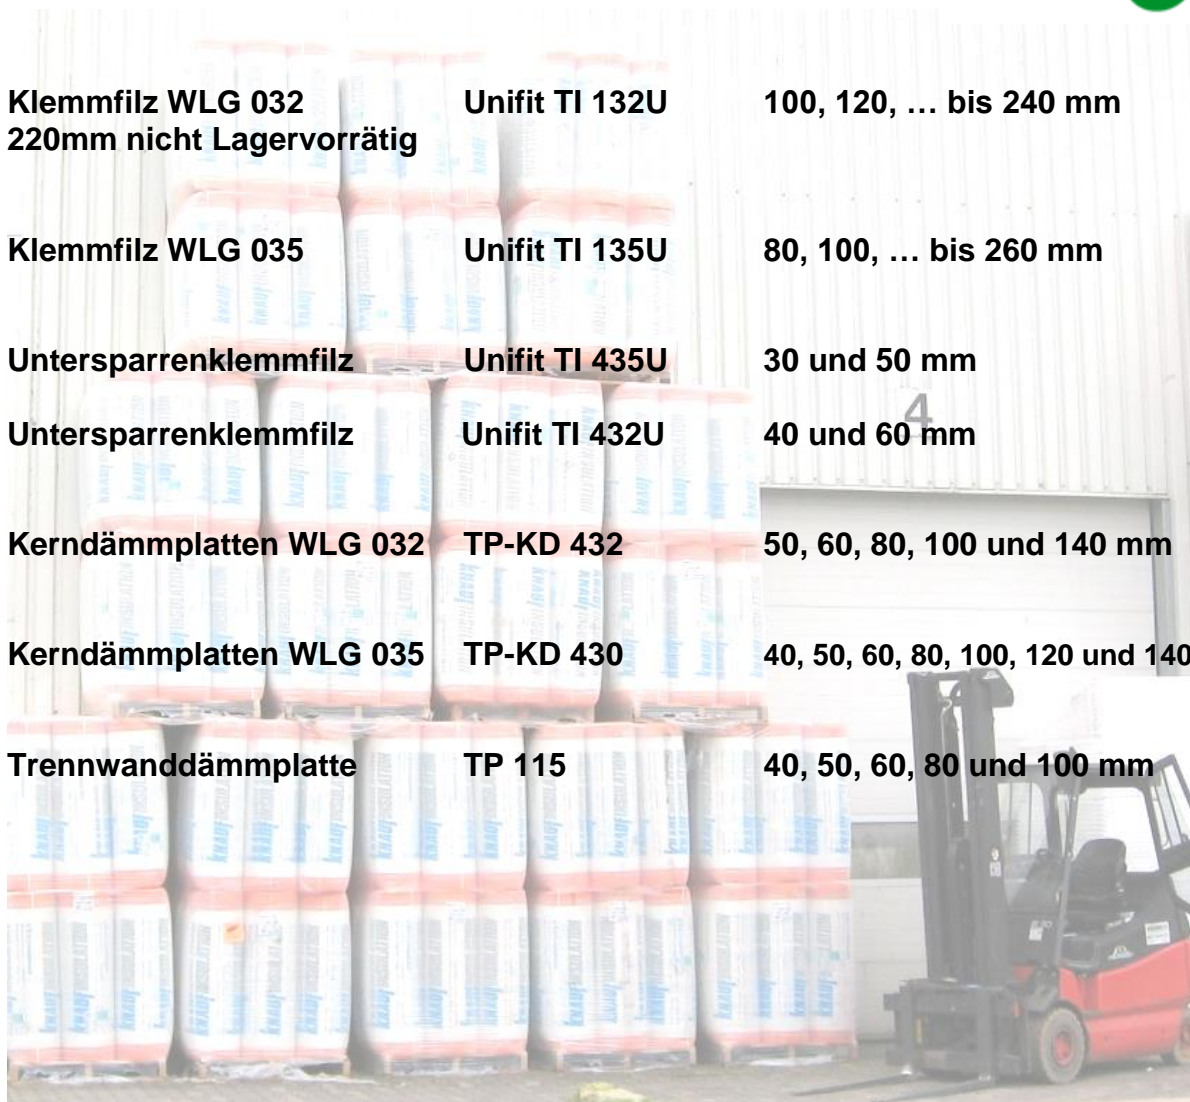 Klemmfilz WLG 032 Unifit TI 132U 100, 120, … bis 240 mm
220mm nicht Lagervorrätig
Klemmfilz WLG 035 Unifit TI 135U 80, 100, … bis 260 mm
Untersparrenklemmfilz Unifit TI 435U 30 und 50 mm
4
Untersparrenklemmfilz Unifit TI 432U 40 und 60 mm
Kerndämmplatten WLG 032 TP-KD 432 50, 60, 80, 100 und 140 mm
Kerndämmplatten WLG 035 TP-KD 430 40, 50, 60, 80, 100, 120 und 140
Trennwanddämmplatte TP 115 40, 50, 60, 80 und 100 mm